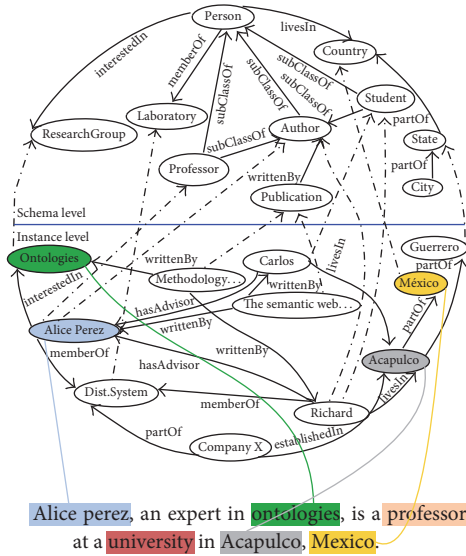 Person
livesIn
Country
interestedIn
memberOf
subClassOf
subClassOf
subClassOf
subClassOf
Student
Laboratory
ResearchGroup
Author
partOf
State
subClassOf
Professor
writtenBy
partOf
City
Publication
Schema level
Instance level
Ontologies
writtenBy
Carlos
livesIn
Guerrero
partOf
interestedIn
Methodology...
writtenBy
México
hasAdvisor
The semantic web...
partOf
Alice Perez
writtenBy
memberOf
hasAdvisor
writtenBy
Acapulco
Dist.System
memberOf
Richard
livesIn
partOf
Company X
establishedIn
Alice perez, an expert in ontologies, is a professor
at a university in Acapulco, Mexico.